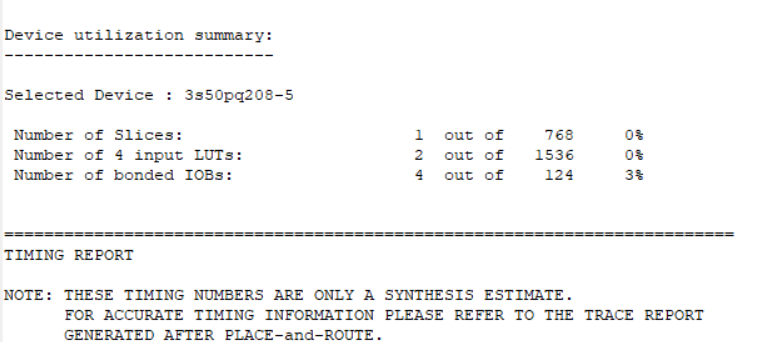 Device utilization summary:
---------------------------
Selected Device : 3s50pq208-5
Number of Slices: 1 out of 768 0%
Number of 4 input LUTs: 2 out of 1536 0%
Number of bonded IOBs: 4 out of 124 3%
=========================================================================
TIMING REPORT
NOTE: THESE TIMING NUMBERS ARE ONLY A SYNTHESIS ESTIMATE.
FOR ACCURATE TIMING INFORMATION PLEASE REFER TO THE TRACE REPORT
GENERATED AFTER PLACE-and-ROUTE.